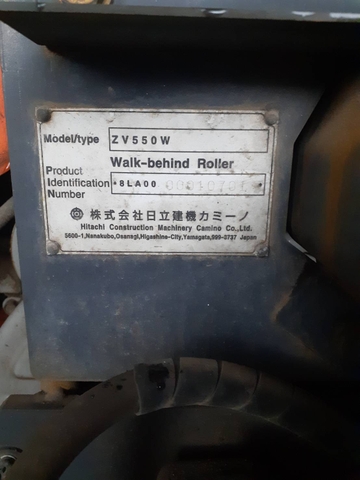 Model/type ZV550W
Walk-behind Roller
Product
Identification *8LA00
Number
株式会社日立建機カミーノ
Hitachi Construction Machinery Camino Co.,Ltd.
5600-1,Nanakubo,Osanagi,Higashine-City,Yamagata,999-3737 Japan